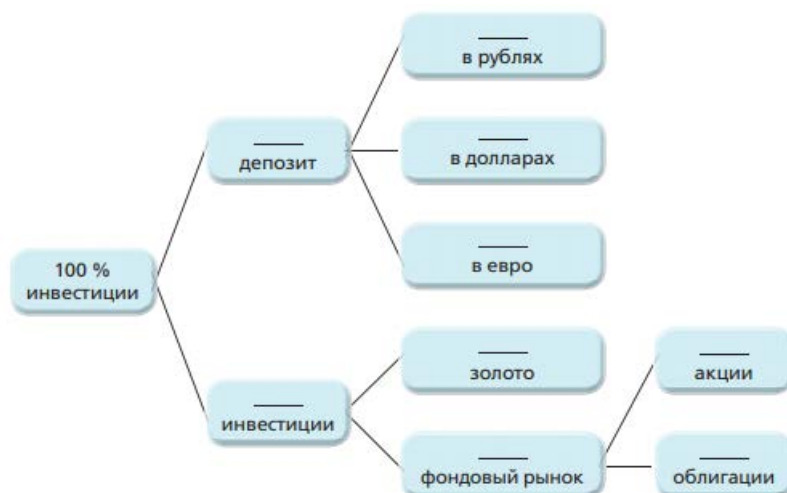 в рублях
депозит
в долларах
в евро
100 %
инвестиции
инвестиции
золото
фондовый рынок
акции
облигации